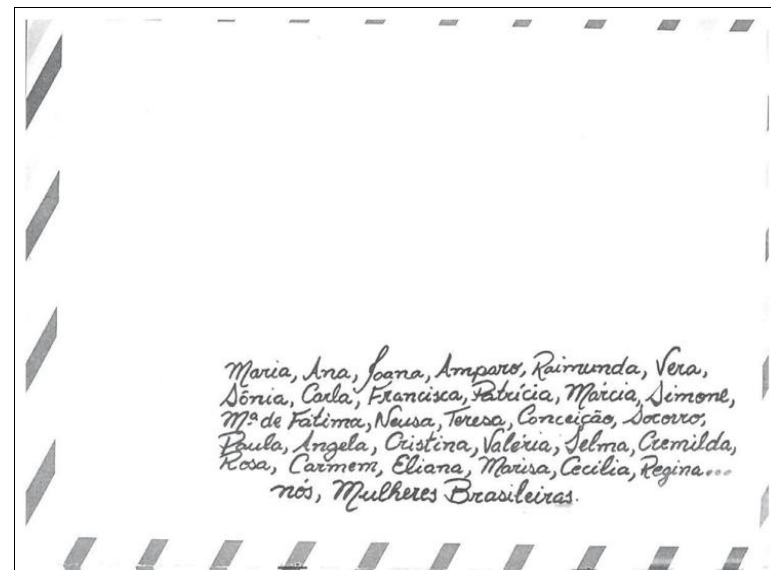 Maria, Ana, Joana, Amparo, Raimunda, Vera,
Sônia, Carla, Francisca, Patrícia, Márcia, Simone,
Mª de Fátima, Neusa, Teresa, Conceição, Socorro,
Paula, Angela, Cristina, Valéria, Selma, Cremilda,
Rosa, Carmem, Eliana, Marisa, Cecilia, Regina...
nós, Mulheres Brasileiras.